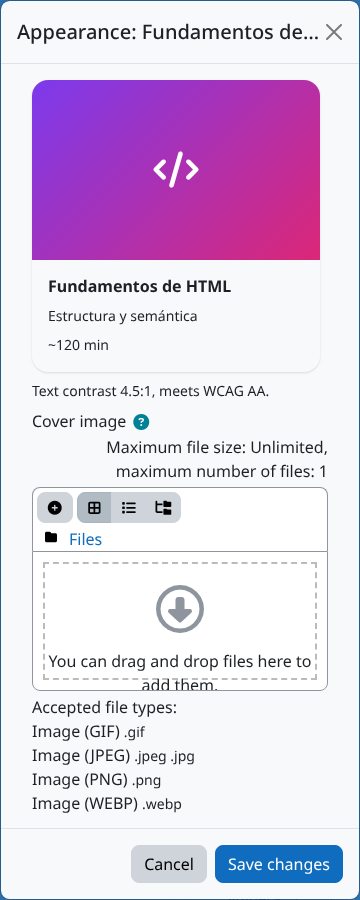 Appearance: Fundamentos de...
</>
Fundamentos de HTML
Estructura y semántica
~120 min
Text contrast 4.5:1, meets WCAG AA.
Cover image ?
Maximum file size: Unlimited,
maximum number of files: 1
Files
You can drag and drop files here to
add them.
Accepted file types:
Image (GIF) .gif
Image (JPEG) .jpeg .jpg
Image (PNG) .png
Image (WEBP) .webp
Cancel
Save changes